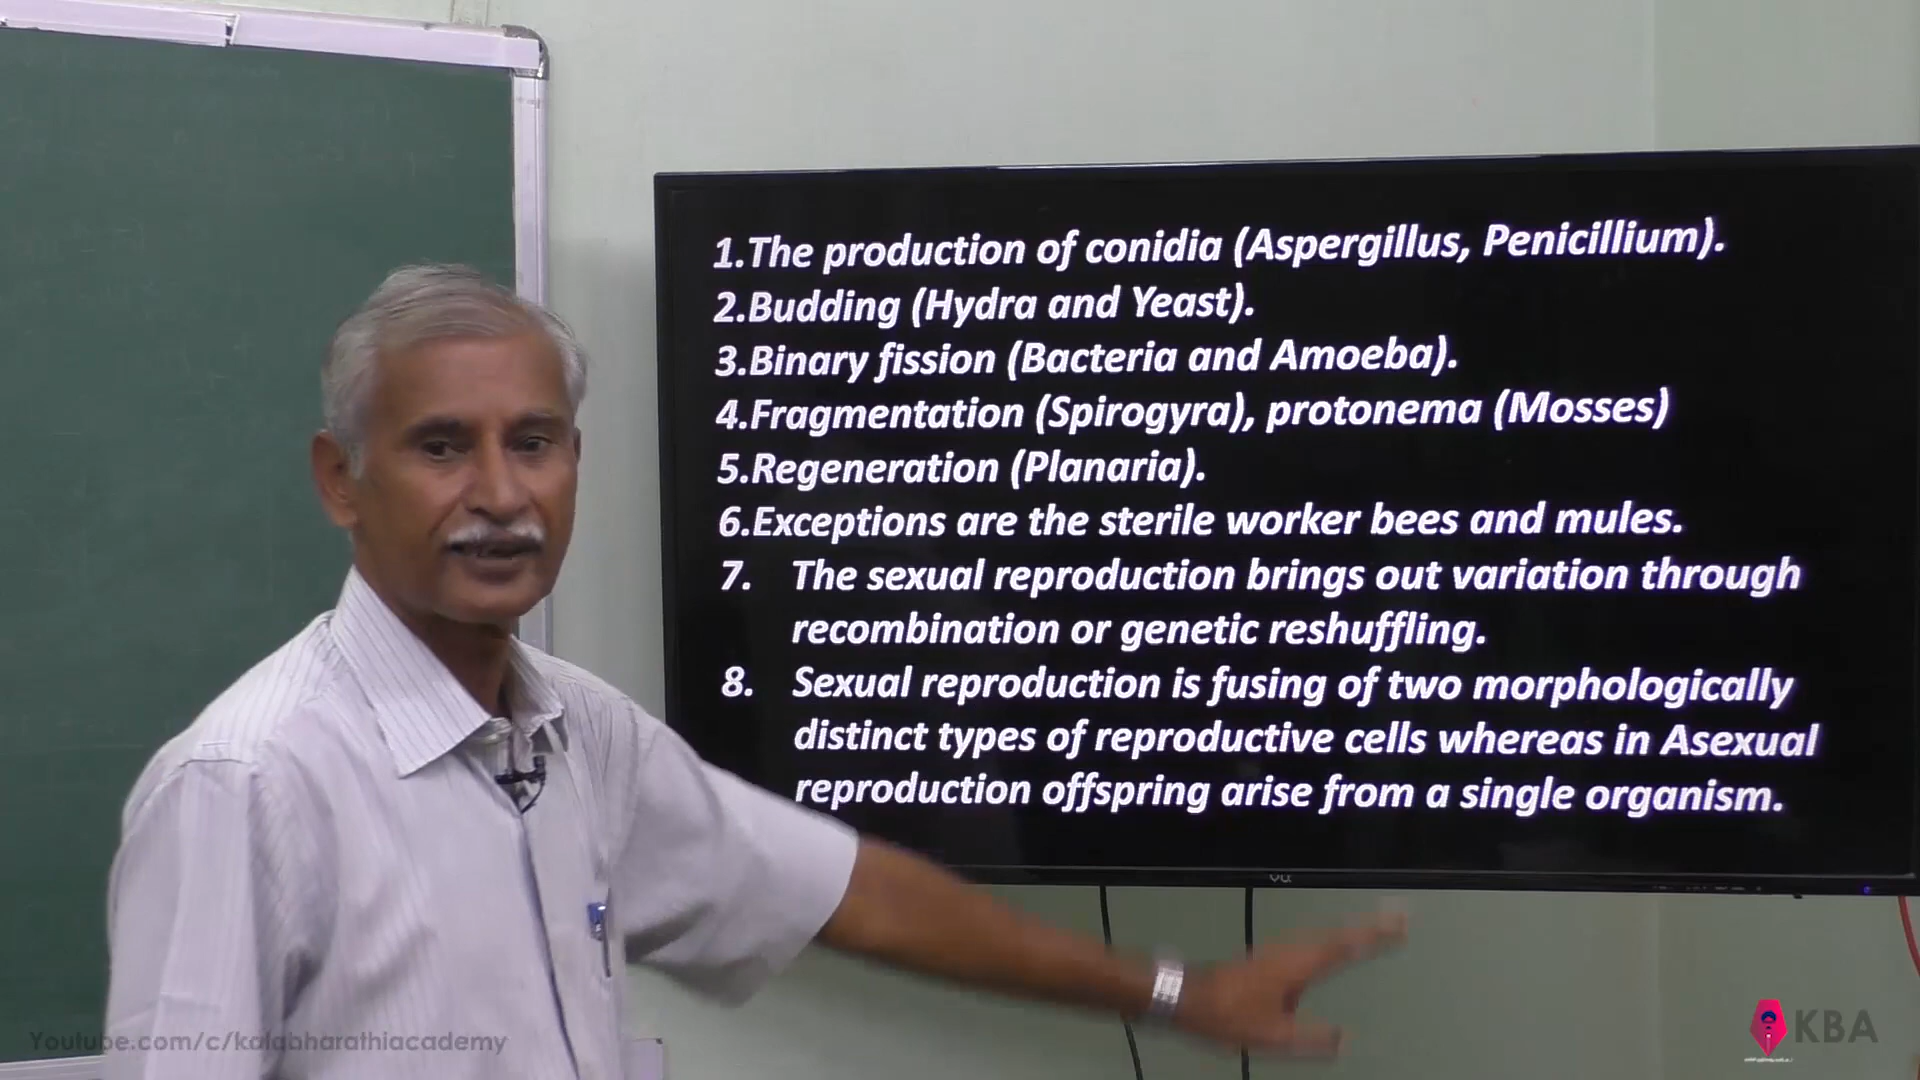 1.The production of conidia (Aspergillus, Penicillium).
2.Budding (Hydra and Yeast).
3.Binary fission (Bacteria and Amoeba).
4.Fragmentation (Spirogyra), protonema (Mosses)
5.Regeneration (Planaria).
6.Exceptions are the sterile worker bees and mules.
7. The sexual reproduction brings out variation through
recombination or genetic reshuffling.
8. Sexual reproduction is fusing of two morphologically
distinct types of reproductive cells whereas in Asexual
reproduction offspring arise from a single organism.
Youtube.com/c/kalabharathiacademy
KBA